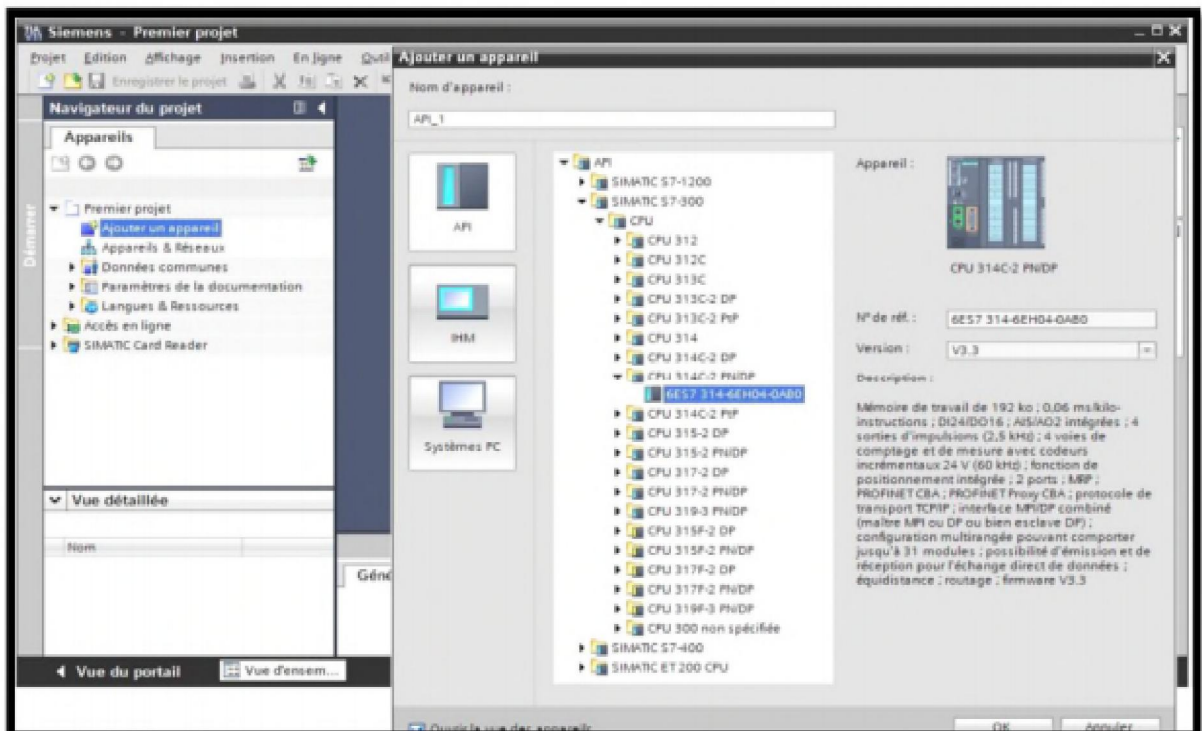 Siemens - Premier projet
Projet Edition Affichage Insertion En ligne Outil
Enregistrer le projet
Navigateur du projet
Appareils
Démarrer
Premier projet
Ajouter un appareil
Appareils & Réseaux
Données communes
Paramètres de la documentation
Langues & Ressources
Accès en ligne
SIMATIC Card Reader
Vue détaillée
Nom
Géné
Vue du portail
Vue d'ensem...
Ajouter un appareil
Nom d'appareil :
API_1
API
IHM
Systèmes PC
API
SIMATIC S7-1200
SIMATIC S7-300
CPU
CPU 312
CPU 312C
CPU 313C
CPU 313C-2 DP
CPU 313C-2 PtP
CPU 314
CPU 314C-2 DP
CPU 314C-2 PN/DP
6ES7 314-6EH04-0AB0
CPU 314C-2 PtP
CPU 315-2 DP
CPU 315-2 PN/DP
CPU 317-2 DP
CPU 317-2 PN/DP
CPU 319-3 PN/DP
CPU 315F-2 DP
CPU 315F-2 PN/DP
CPU 317F-2 DP
CPU 317F-2 PN/DP
CPU 319F-3 PN/DP
CPU 300 non spécifiée
SIMATIC S7-400
SIMATIC ET 200 CPU
Appareil :
CPU 314C-2 PN/DP
N° de réf. :
6ES7 314-6EH04-0AB0
Version :
V3.3
Description :
Mémoire de travail de 192 ko ; 0,06 ms/kilo-
instructions ; DI24/DO16 ; AI5/AO2 intégrées ; 4
sorties d'impulsions (2,5 kHz) ; 4 voies de
comptage et de mesure avec codeurs
incrémentaux 24 V (60 kHz) ; fonction de
positionnement intégrée ; 2 ports ; MRP ;
PROFINET CBA ; PROFINET Proxy CBA ; protocole de
transport TCP/IP ; interface MPI/DP combiné
(maître MPI ou DP ou bien esclave DP) ;
configuration multirangée pouvant comporter
jusqu'à 31 modules ; possibilité d'émission et de
réception pour l'échange direct de données ;
équidistance ; routage ; firmware V3.3
Ouvrir la vue des appareils
OK
Annuler